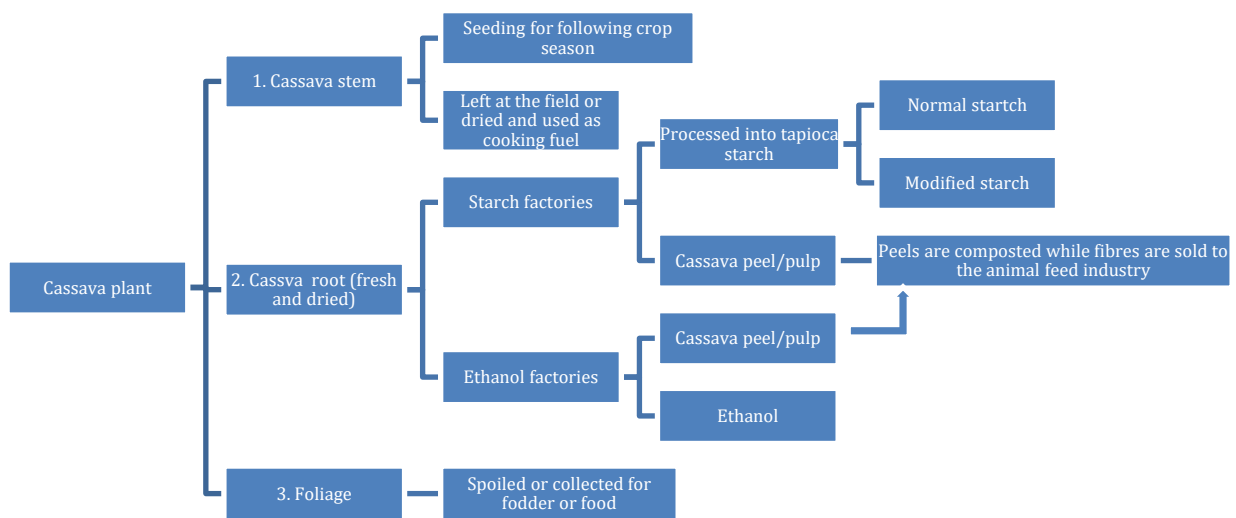 Seeding for following crop
season
1. Cassava stem
Left at the field or
dried and used as
cooking fuel
Normal startch
Processed into tapioca
starch
Modified starch
Starch factories
Cassava peel/pulp
Peels are composted while fibres are sold to
the animal feed industry
Cassava plant
2. Cassva  root (fresh
and dried)
Cassava peel/pulp
Ethanol factories
Ethanol
3. Foliage
Spoiled or collected for
fodder or food